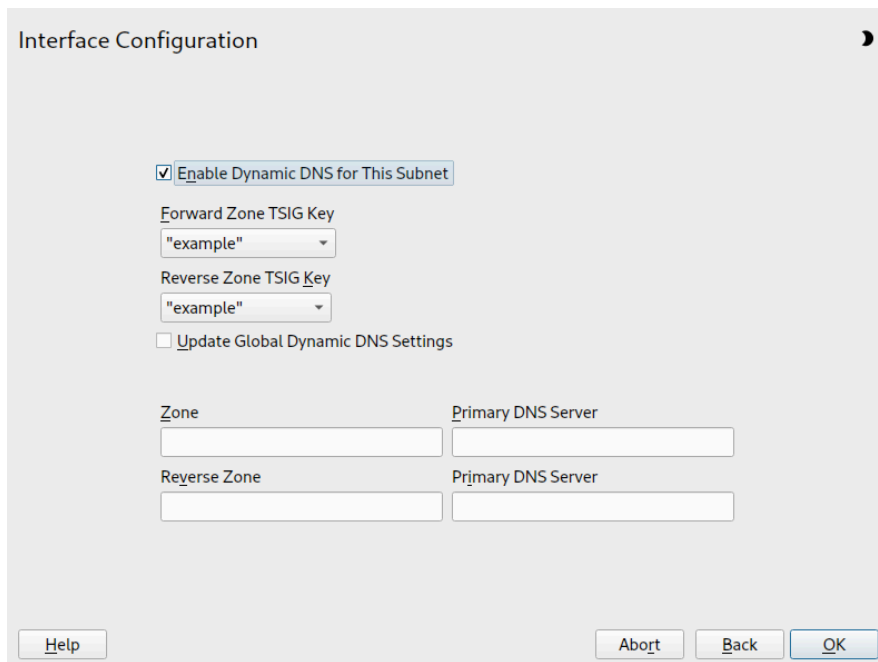 Interface Configuration
Enable Dynamic DNS for This Subnet
Forward Zone TSIG Key
"example"
Reverse Zone TSIG Key
"example"
Update Global Dynamic DNS Settings
Zone Primary DNS Server
Reverse Zone Primary DNS Server
Help Abort Back OK